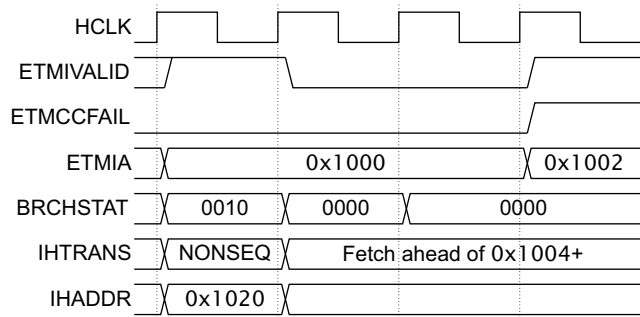 HCLK
ETMIVALID
ETMCCFAIL
ETMIA 0x1000 0x1002
BRCHSTAT 0010 0000 0000
IHTRANS NONSEQ Fetch ahead of 0x1004+
IHADDR 0x1020